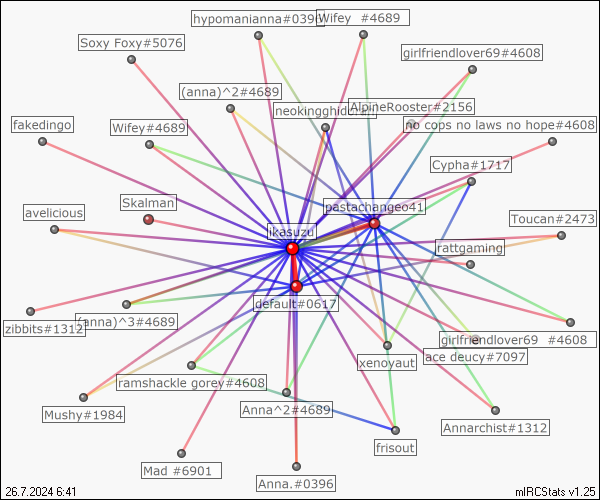 hypomanianna#0396
Wifey #4689
Soxy Foxy#5076
girlfriendlover69#4608
(anna)^2#4689
AlpineRooster#2156
fakedingo
Wifey#4689
no cops no laws no hope#4608
Cypha#1717
Skalman
pastachangeo41
avelicious
Toucan#2473
ikasuzu
rattgaming
default#0617
zibbits#1312
(anna)^3#4689
girlfriendlover69 #4608
ace deucy#7097
xenoyaut
ramshackle gorey#4608
Mushy#1984
Anna^2#4689
Annarchist#1312
frisout
Mad #6901
Anna.#0396
26.7.2024 6:41
mIRCStats v1.25